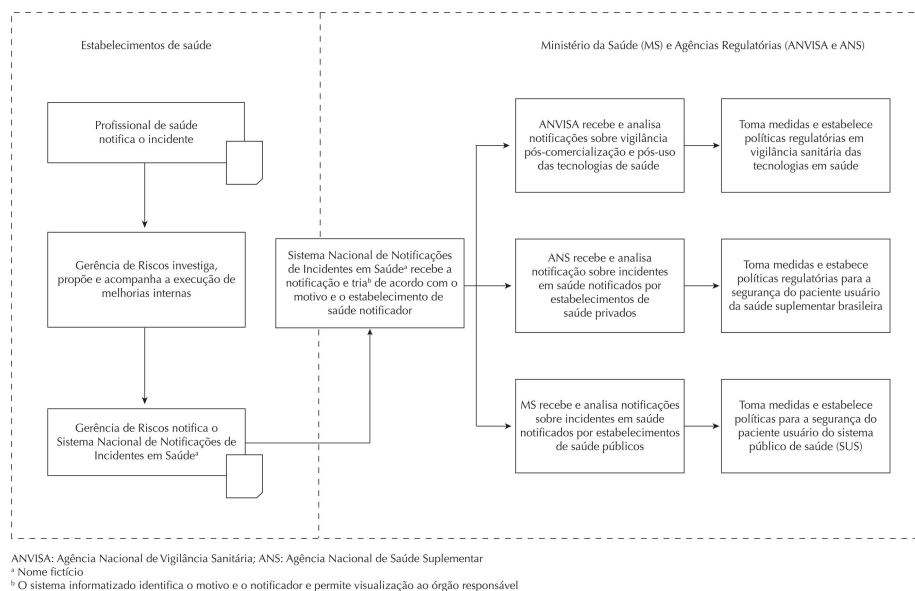 Estabelecimentos de saúde
Ministério da Saúde (MS) e Agências Regulatórias (ANVISA e ANS)
Profissional de saúde
notifica o incidente
Gerência de Riscos investiga,
propõe e acompanha a execução de
melhorias internas
Gerência de Riscos notifica o
Sistema Nacional de Notificações de
Incidentes em Saúdeª
Sistema Nacional de Notificações
de Incidentes em Saúdeª recebe a
notificação e triaᵇ de acordo com o
motivo e o estabelecimento de
saúde notificador
ANVISA recebe e analisa
notificações sobre vigilância
pós-comercialização e pós-uso
das tecnologias de saúde
Toma medidas e estabelece
políticas regulatórias em
vigilância sanitária das
tecnologias em saúde
ANS recebe e analisa
notificação sobre incidentes
em saúde notificados por
estabelecimentos de
saúde privados
Toma medidas e estabece
políticas regulatórias para a
segurança do paciente usuário
da saúde suplementar brasileira
MS recebe e analisa notificações
sobre incidentes em saúde
notificados por estabelecimentos
de saúde públicos
Toma medidas e estabelece
políticas para a segurança do
paciente usuário do sistema
público de saúde (SUS)
ANVISA: Agência Nacional de Vigilância Sanitária; ANS: Agência Nacional de Saúde Suplementar
ª Nome fictício
ᵇ O sistema informatizado identifica o motivo e o notificador e permite visualização ao órgão responsável